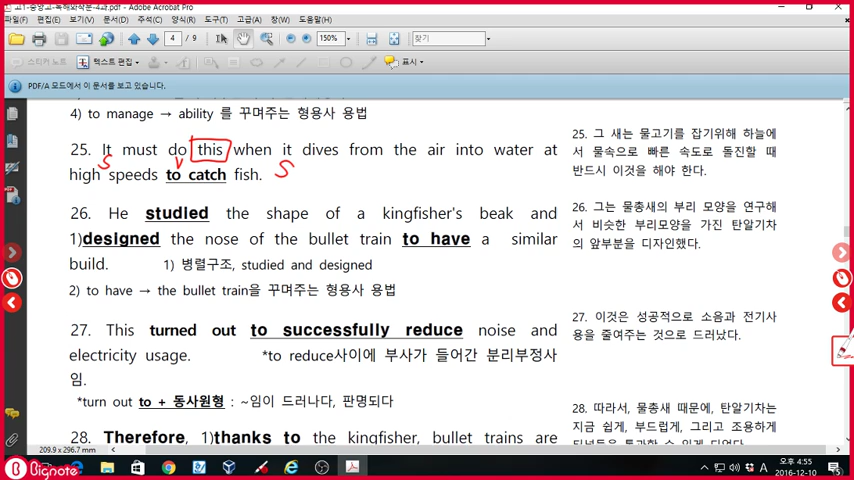 고1-중앙고-독해와작문-4과.pdf - Adobe Acrobat Pro
파일(F) 편집(E) 보기(V) 문서(D) 주석(C) 양식(R) 도구(T) 고급(A) 창(W) 도움말(H)
4 / 9 150% 찾기
스티커 노트 텍스트 편집 표시
PDF/A 모드에서 이 문서를 보고 있습니다.
4) to manage → ability 를 꾸며주는 형용사 용법
25. It must do this when it dives from the air into water at
S V S
high speeds to catch fish.
25. 그 새는 물고기를 잡기위해 하늘에
서 물속으로 빠른 속도로 돌진할 때
반드시 이것을 해야 한다.
26. He studied the shape of a kingfisher's beak and
1)designed the nose of the bullet train to have a similar
build. 1) 병렬구조, studied and designed
2) to have → the bullet train을 꾸며주는 형용사 용법
26. 그는 물총새의 부리 모양을 연구해
서 비슷한 부리모양을 가진 탄알기차
의 앞부분을 디자인했다.
27. This turned out to successfully reduce noise and
electricity usage. *to reduce사이에 부사가 들어간 분리부정사
임.
*turn out to + 동사원형 : ~임이 드러나다, 판명되다
27. 이것은 성공적으로 소음과 전기사
용을 줄여주는 것으로 드러났다.
28. Therefore, 1)thanks to the kingfisher, bullet trains are
28. 따라서, 물총새 때문에, 탄알기차는
지금 쉽게, 부드럽게, 그리고 조용하게
터널들을 통과할 수 있게 되었다.
209.9 x 296.7 mm
Bignote
A 오후 4:55
2016-12-10